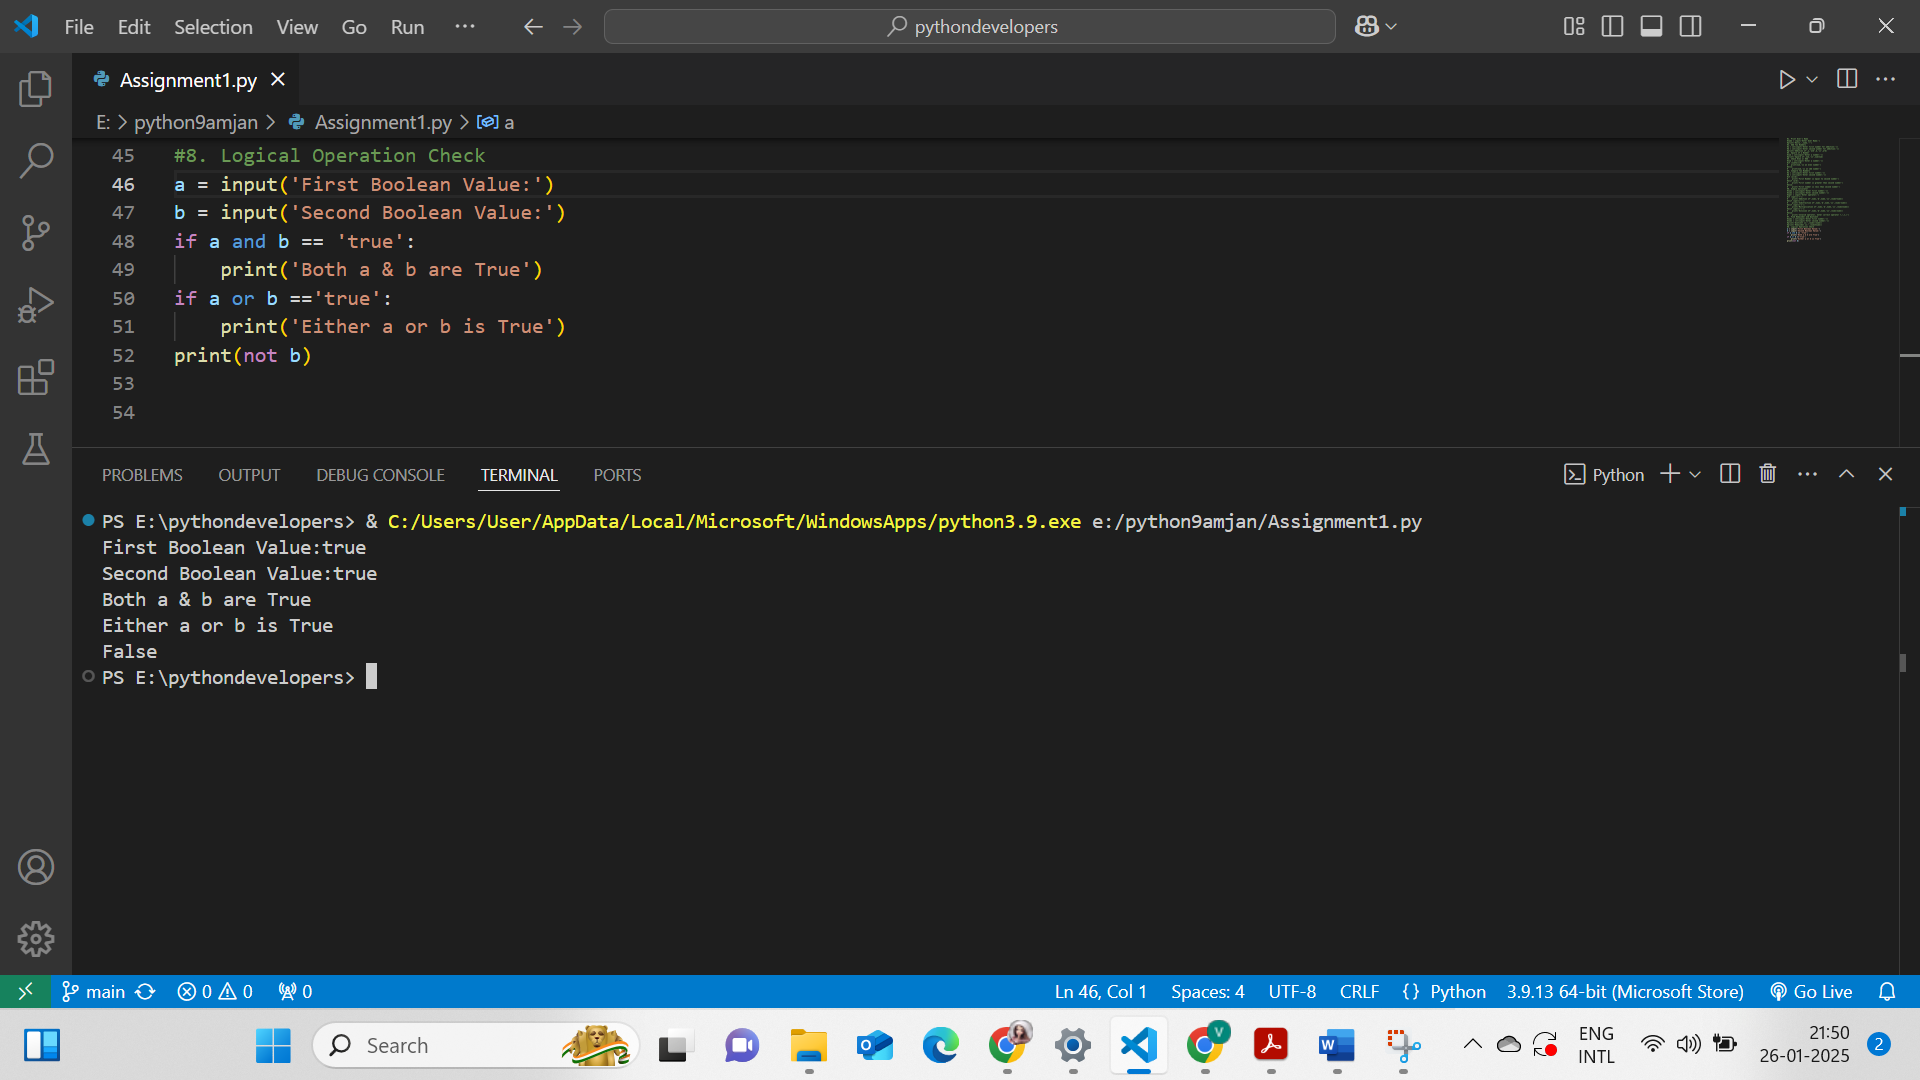 File Edit Selection View Go Run ··· pythondevelopers
Assignment1.py
E: > python9amjan > Assignment1.py > a
45 #8. Logical Operation Check
46 a = input('First Boolean Value:')
47 b = input('Second Boolean Value:')
48 if a and b == 'true':
49 print('Both a & b are True')
50 if a or b =='true':
51 print('Either a or b is True')
52 print(not b)
53
54
PROBLEMS OUTPUT DEBUG CONSOLE TERMINAL PORTS Python
PS E:\pythondevelopers> & C:/Users/User/AppData/Local/Microsoft/WindowsApps/python3.9.exe e:/python9amjan/Assignment1.py
First Boolean Value:true
Second Boolean Value:true
Both a & b are True
Either a or b is True
False
PS E:\pythondevelopers>
main 0 0 0 Ln 46, Col 1 Spaces: 4 UTF-8 CRLF {} Python 3.9.13 64-bit (Microsoft Store) Go Live
Search V W ENG 21:50 2
INTL 26-01-2025